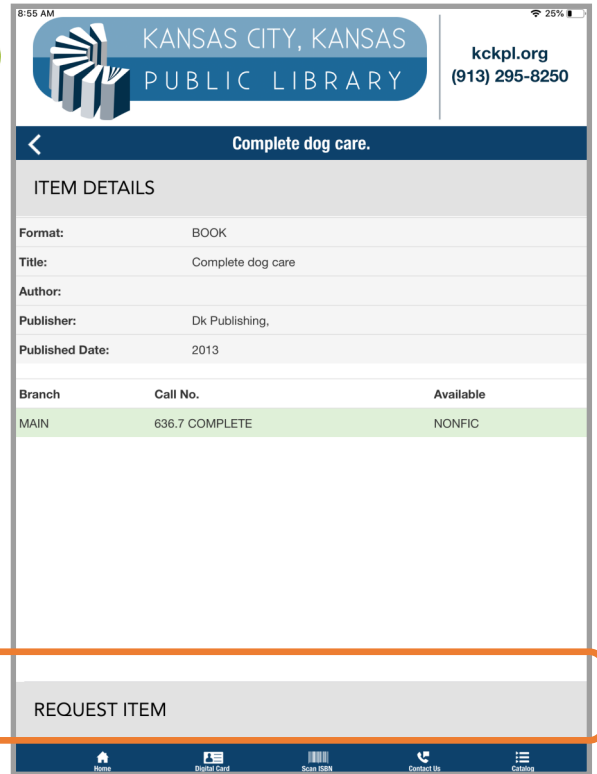 8:55 AM
25%
KANSAS CITY, KANSAS
PUBLIC LIBRARY
kckpl.org
(913) 295-8250
Complete dog care.
ITEM DETAILS
Format: BOOK
Title: Complete dog care
Author:
Publisher: Dk Publishing,
Published Date: 2013
Branch Call No. Available
MAIN 636.7 COMPLETE NONFIC
REQUEST ITEM
Home Digital Card Scan ISBN Contact Us Catalog